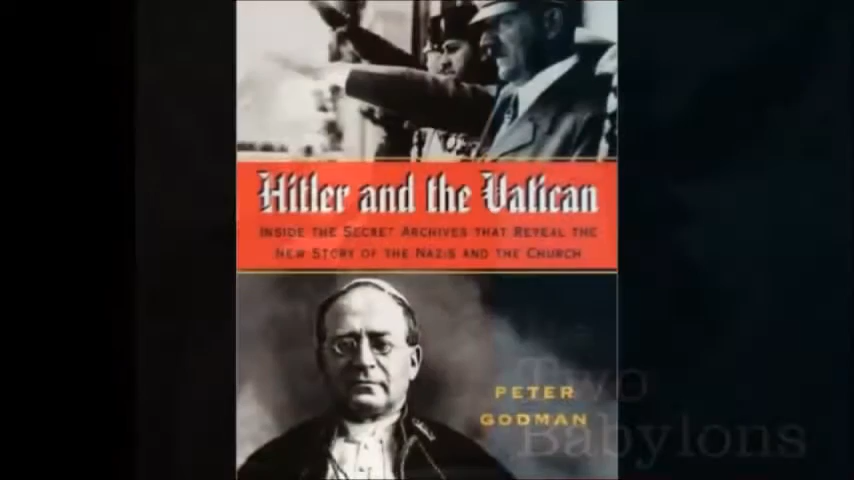 Hitler and the Vatican
INSIDE THE SECRET ARCHIVES THAT REVEAL THE
NEW STORY OF THE NAZIS AND THE CHURCH
PETER
GODMAN
The
Two
Babylons